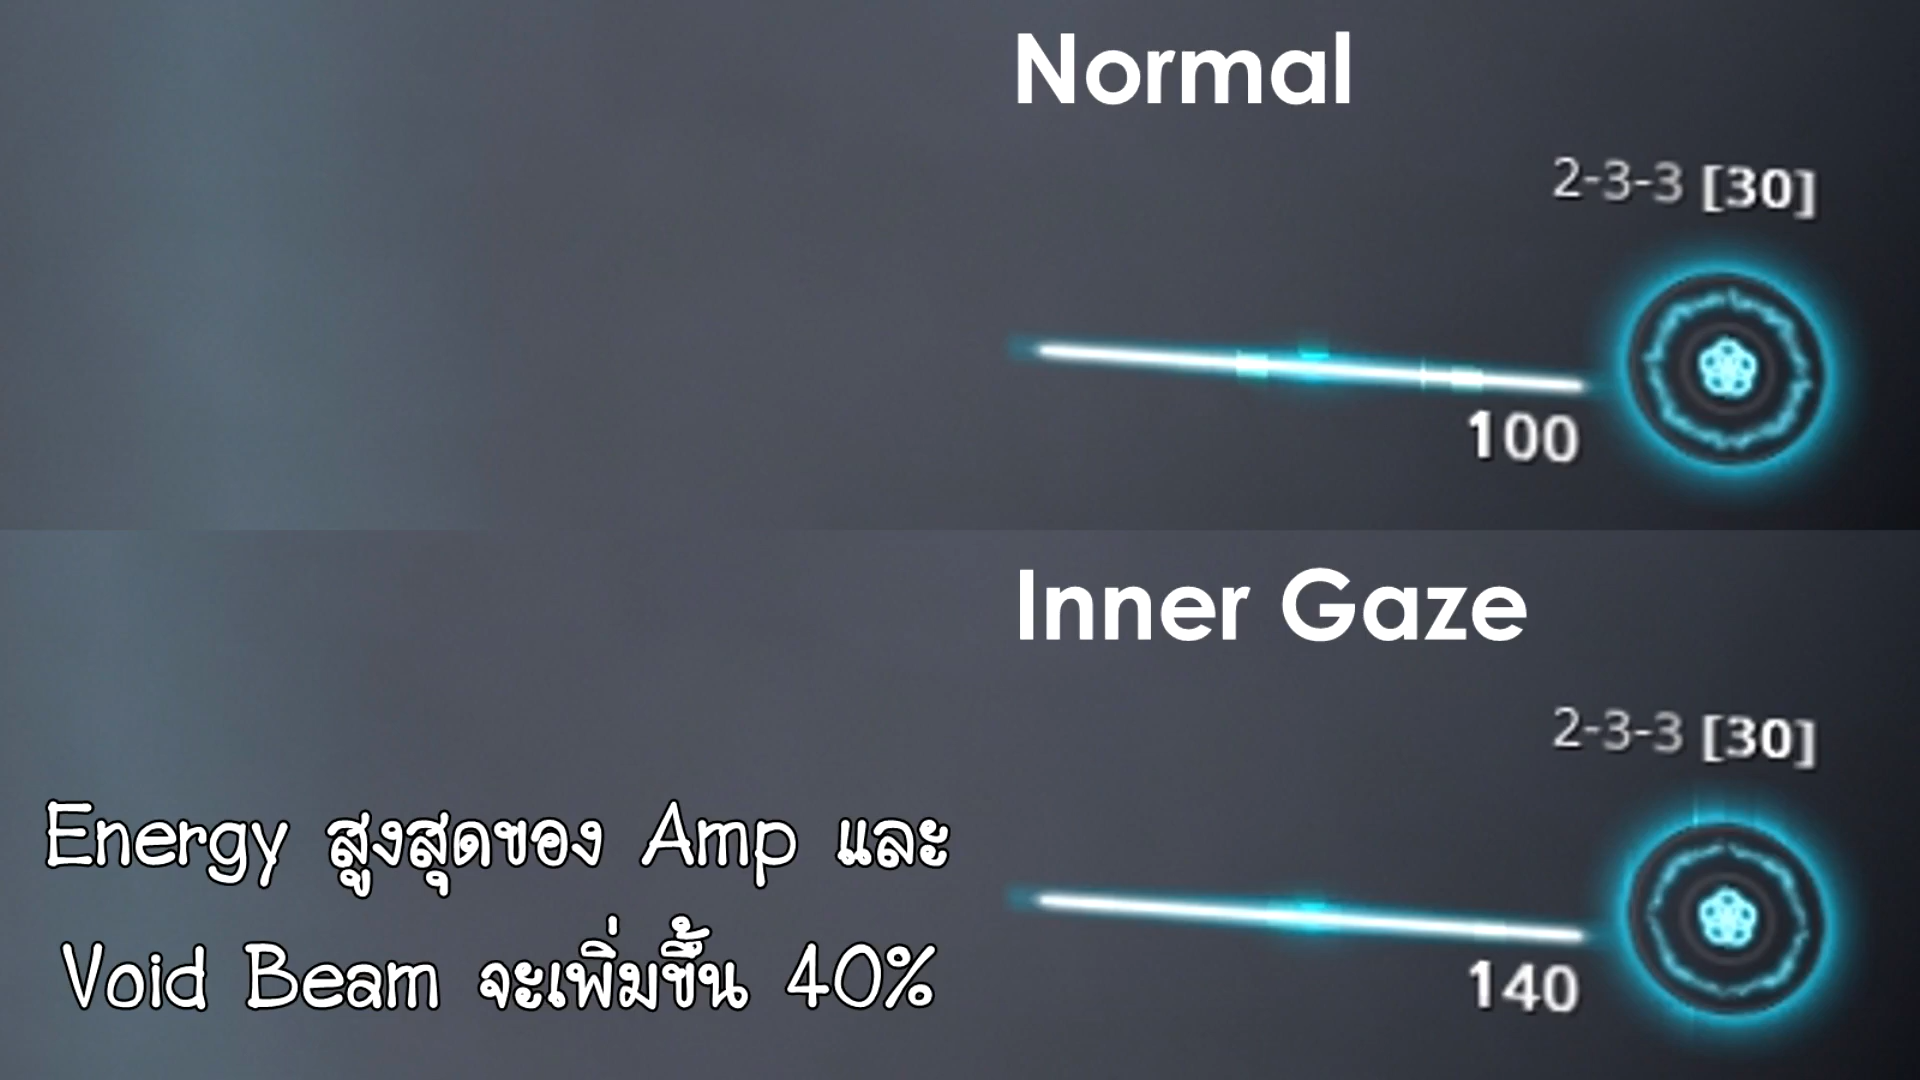 Normal
2-3-3 [30]
100
Inner Gaze
2-3-3 [30]
140
Energy สูงสุดของ Amp และ
Void Beam จะเพิ่มขึ้น 40%